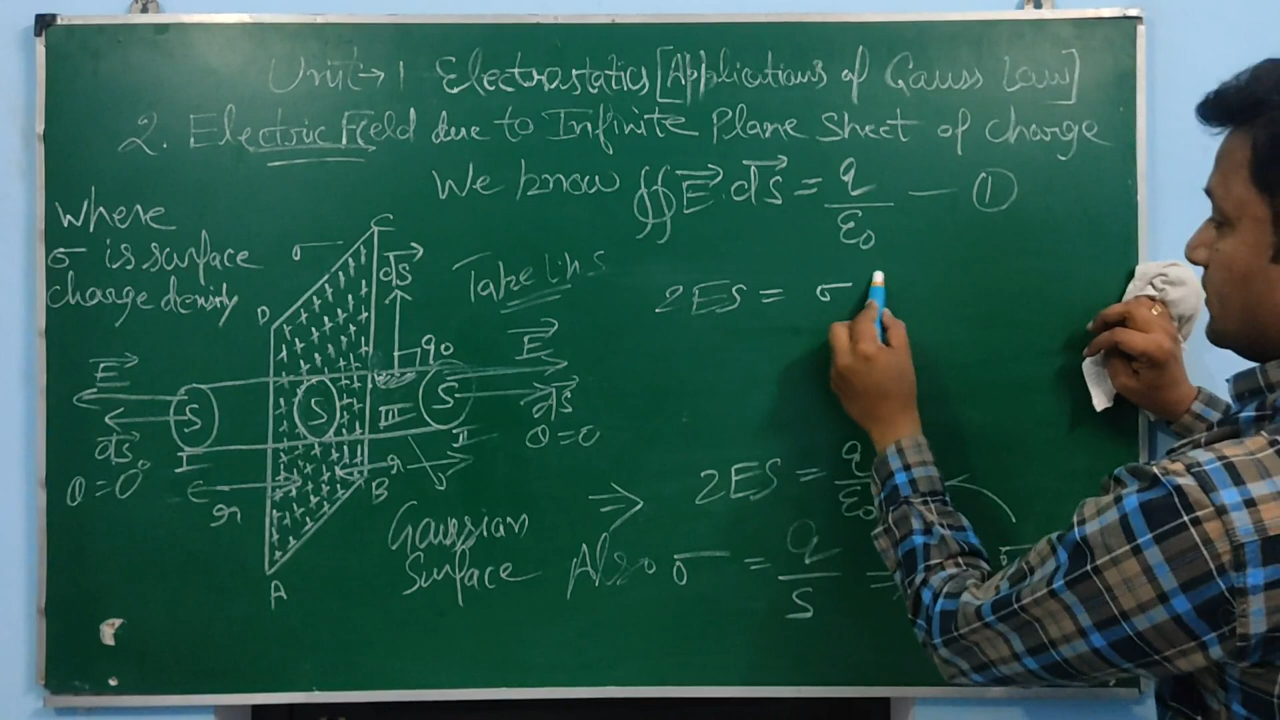 Unit → 1 Electrostatics [Applications of Gauss Law]
2. Electric Field due to Infinite Plane Sheet of charge
We know ∯ E⃗ . ds⃗ = q/ε₀ — ①
Where
σ is surface
charge density
σ
C
ds⃗
Take LHS
2ES = σ
D
90
E⃗
E⃗
S
S
S
III
ds⃗
ds⃗
θ=0
I
II
θ=0°
r
r
B
2ES = q/ε₀
Gaussian
Surface
⇒
Also σ = q/s =
σ
A